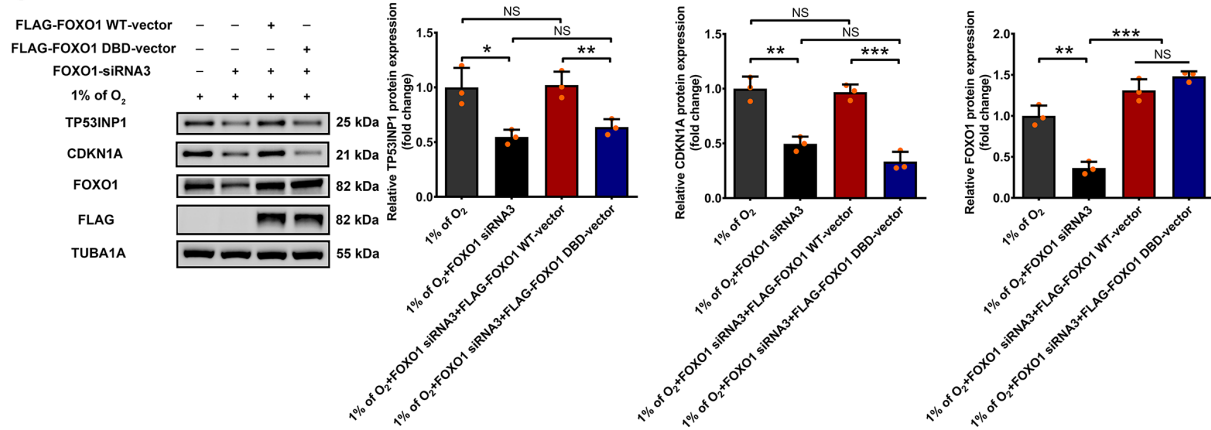 FLAG-FOXO1 WT-vector – – + –
FLAG-FOXO1 DBD-vector – – – +
FOXO1-siRNA3 – + + +
1% of O₂ + + + +
TP53INP1 25 kDa
CDKN1A 21 kDa
FOXO1 82 kDa
FLAG 82 kDa
TUBA1A 55 kDa
Relative TP53INP1 protein expression
(fold change)
1.5
1.0
0.5
0.0
NS
NS
*
**
1% of O₂
1% of O₂+FOXO1 siRNA3
1% of O₂+FOXO1 siRNA3+FLAG-FOXO1 WT-vector
1% of O₂+FOXO1 siRNA3+FLAG-FOXO1 DBD-vector
Relative CDKN1A protein expression
(fold change)
1.5
1.0
0.5
0.0
NS
NS
**
***
1% of O₂
1% of O₂+FOXO1 siRNA3
1% of O₂+FOXO1 siRNA3+FLAG-FOXO1 WT-vector
1% of O₂+FOXO1 siRNA3+FLAG-FOXO1 DBD-vector
Relative FOXO1 protein expression
(fold change)
2.0
1.5
1.0
0.5
0.0
***
**
NS
1% of O₂
1% of O₂+FOXO1 siRNA3
1% of O₂+FOXO1 siRNA3+FLAG-FOXO1 WT-vector
1% of O₂+FOXO1 siRNA3+FLAG-FOXO1 DBD-vector